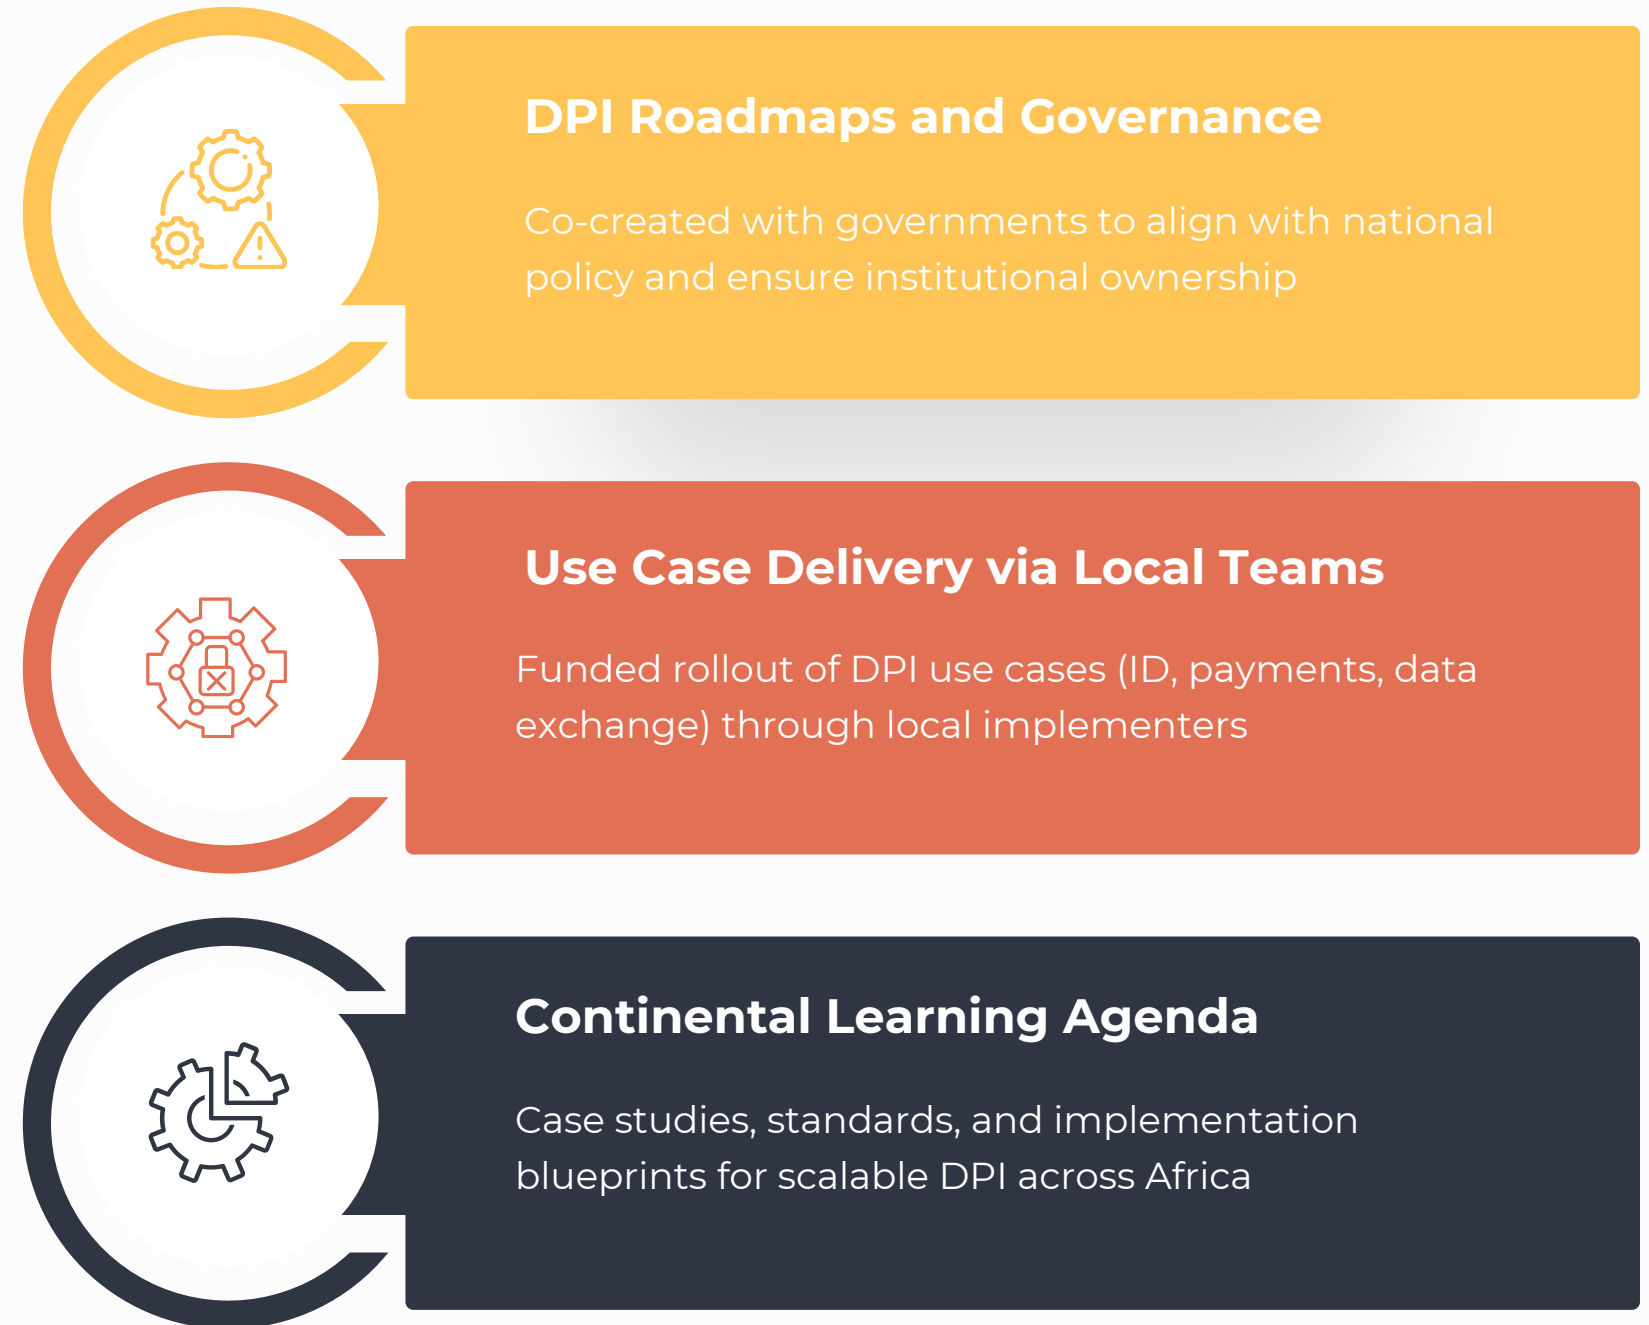 DPI Roadmaps and Governance
Co-created with governments to align with national
policy and ensure institutional ownership
Use Case Delivery via Local Teams
Funded rollout of DPI use cases (ID, payments, data
exchange) through local implementers
Continental Learning Agenda
Case studies, standards, and implementation
blueprints for scalable DPI across Africa